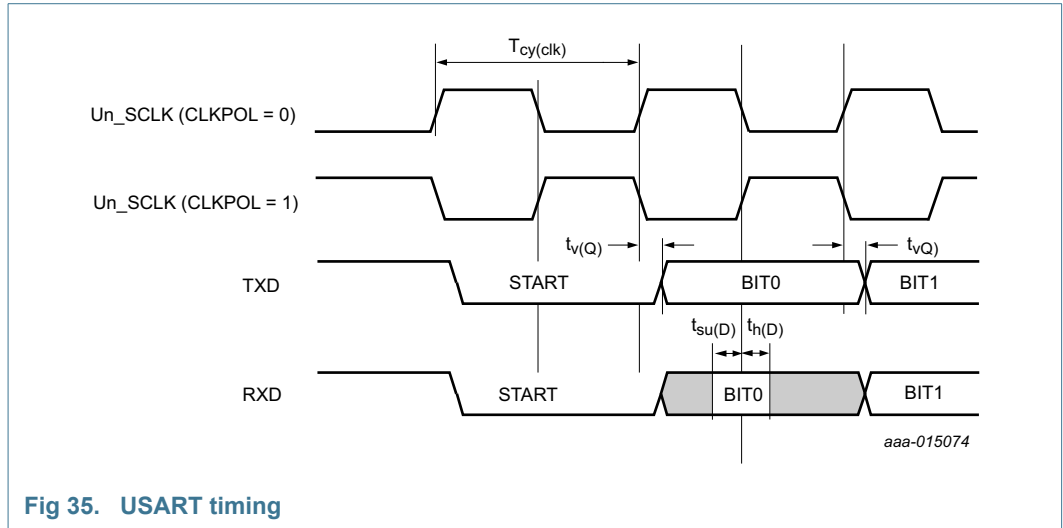 Tcy(clk)
Un_SCLK (CLKPOL = 0)
Un_SCLK (CLKPOL = 1)
tv(Q)
tvQ)
TXD
START
BIT0
BIT1
tsu(D)
th(D)
RXD
START
BIT0
BIT1
aaa-015074
Fig 35. USART timing